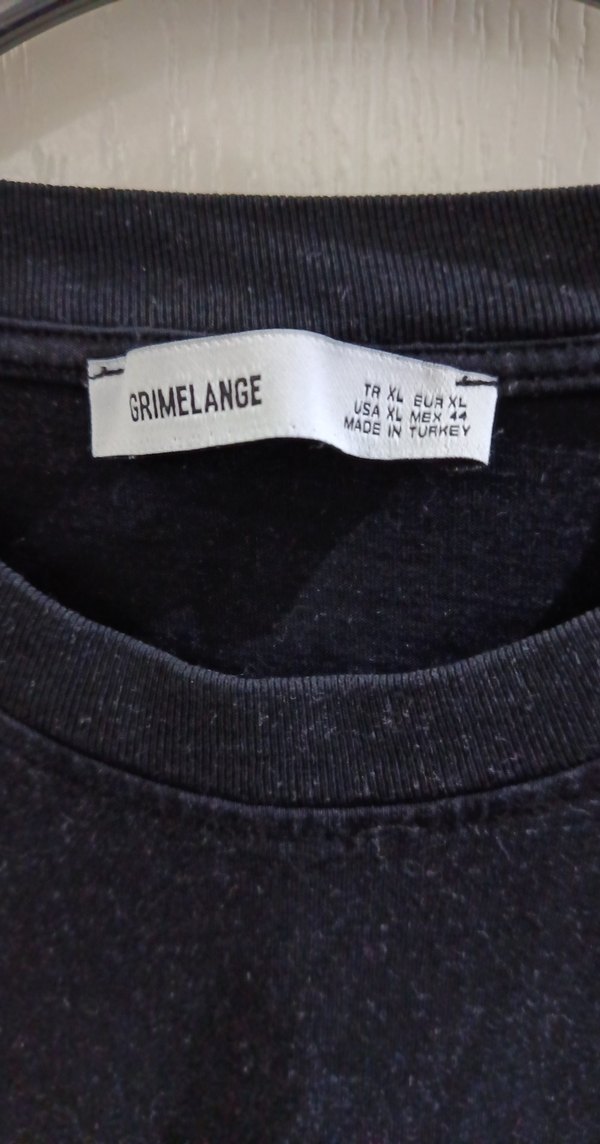 GRIMELANGE
TR XL EUR XL
USA XL MEX 44
MADE IN TURKEY